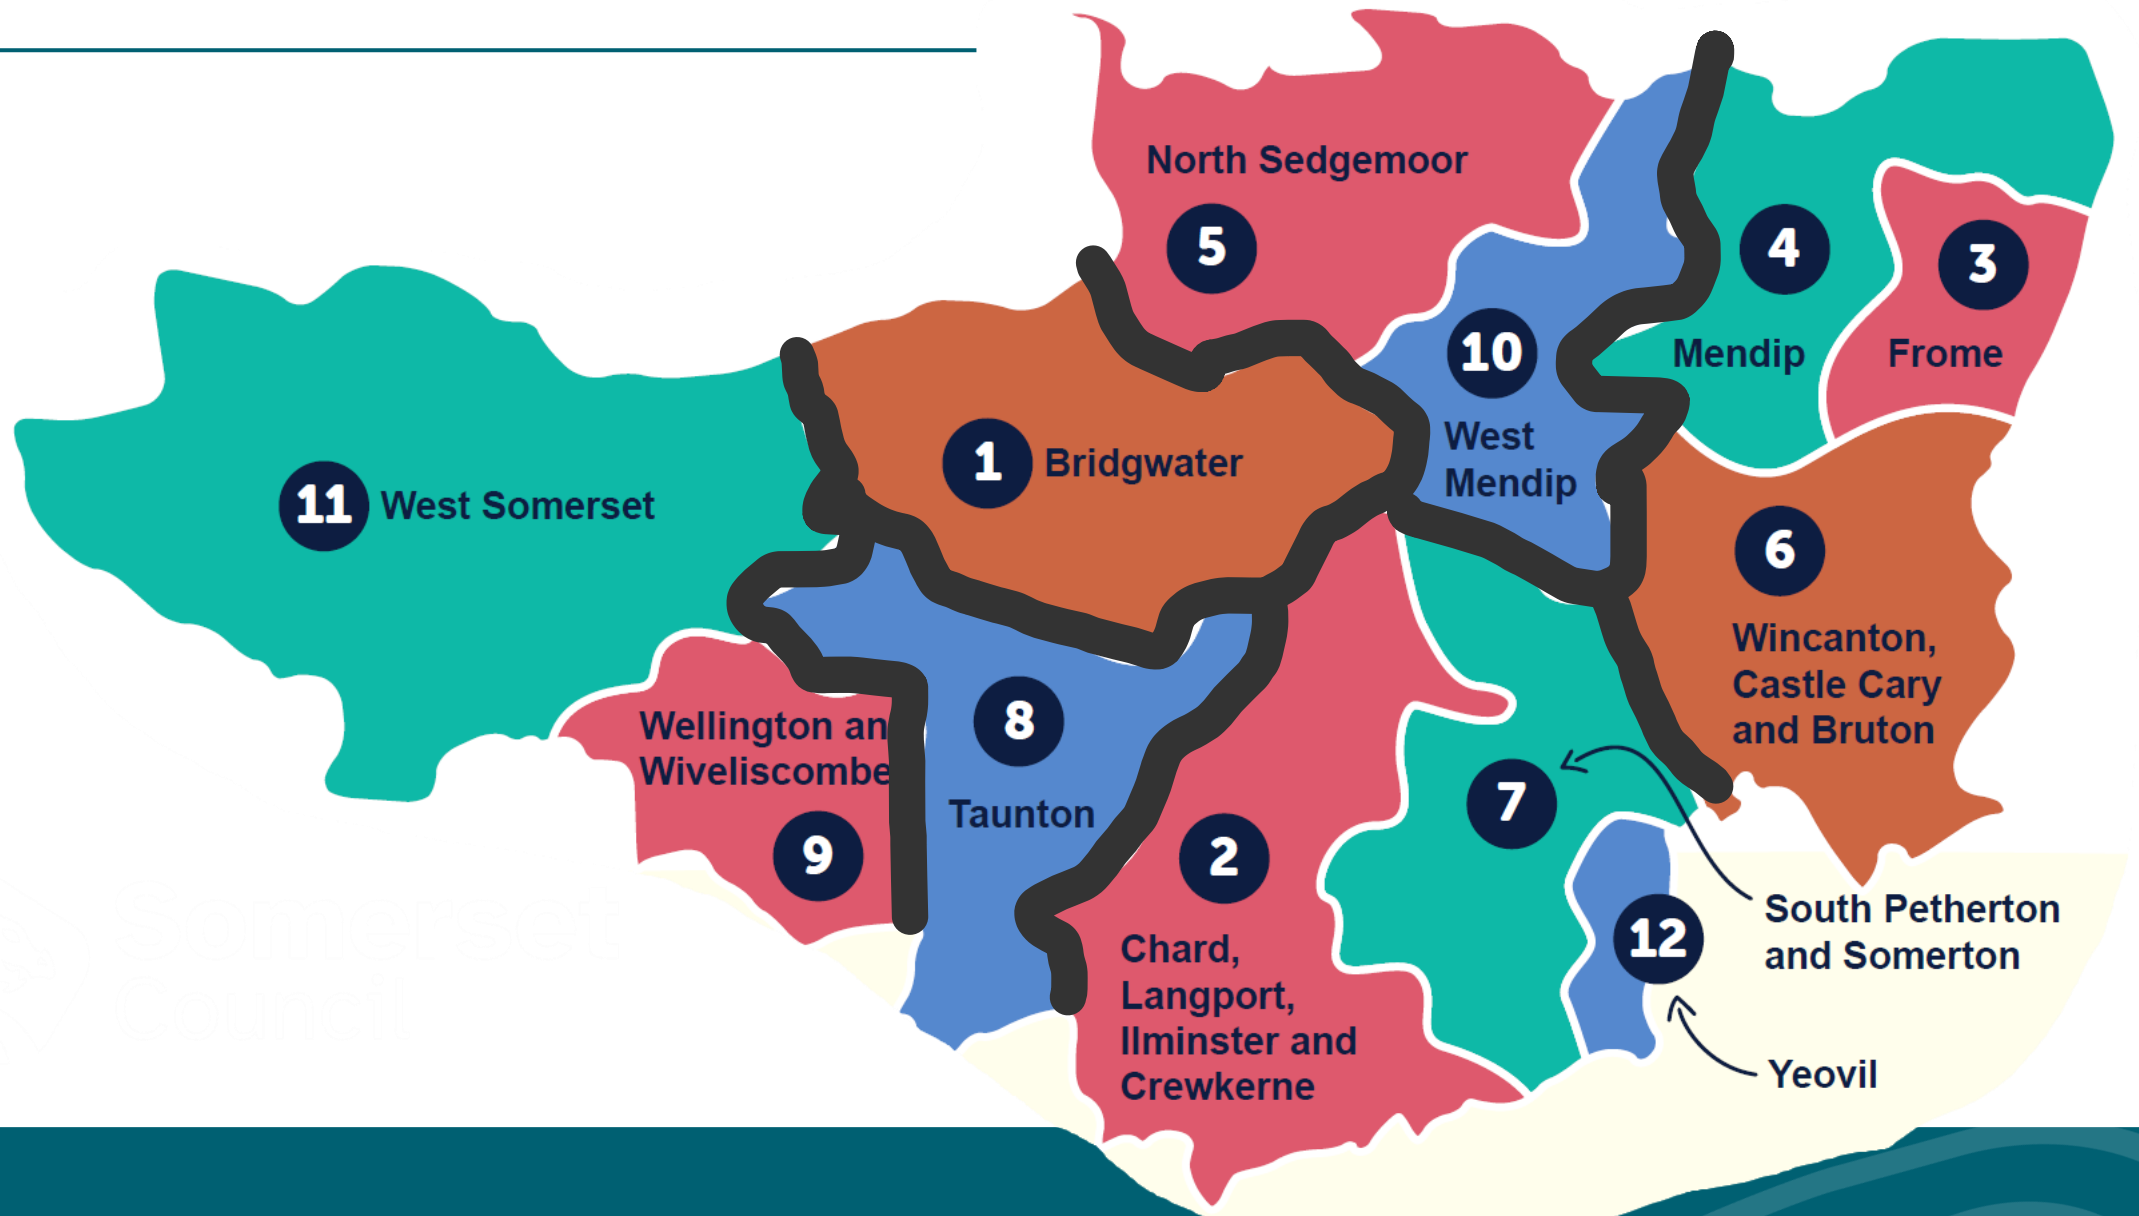 North Sedgemoor
5
4
3
10
Mendip
Frome
West
Mendip
1
Bridgwater
11
West Somerset
6
Wincanton,
Castle Cary
and Bruton
Wellington an
Wiveliscombe
9
8
Taunton
7
2
12
South Petherton
and Somerton
Chard,
Langport,
Ilminster and
Crewkerne
Yeovil
Somerset
Council